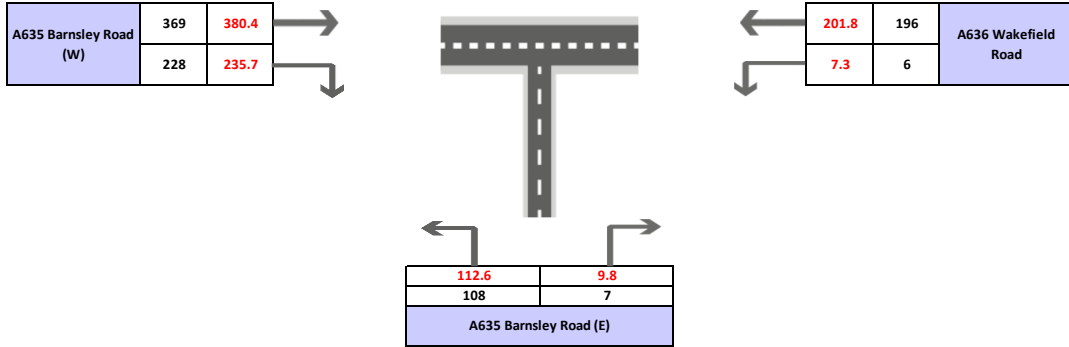 A635 Barnsley Road
(W)
369 380.4
228 235.7
201.8 196
7.3 6
A636 Wakefield
Road
112.6 9.8
108 7
A635 Barnsley Road (E)